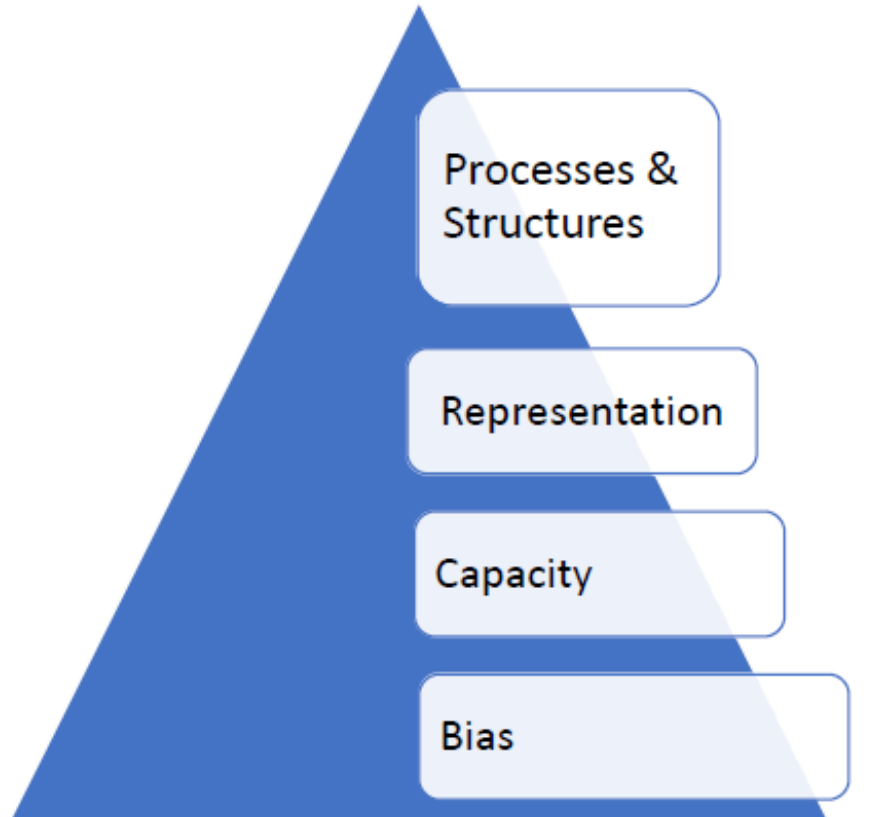 Processes &
Structures
Representation
Capacity
Bias